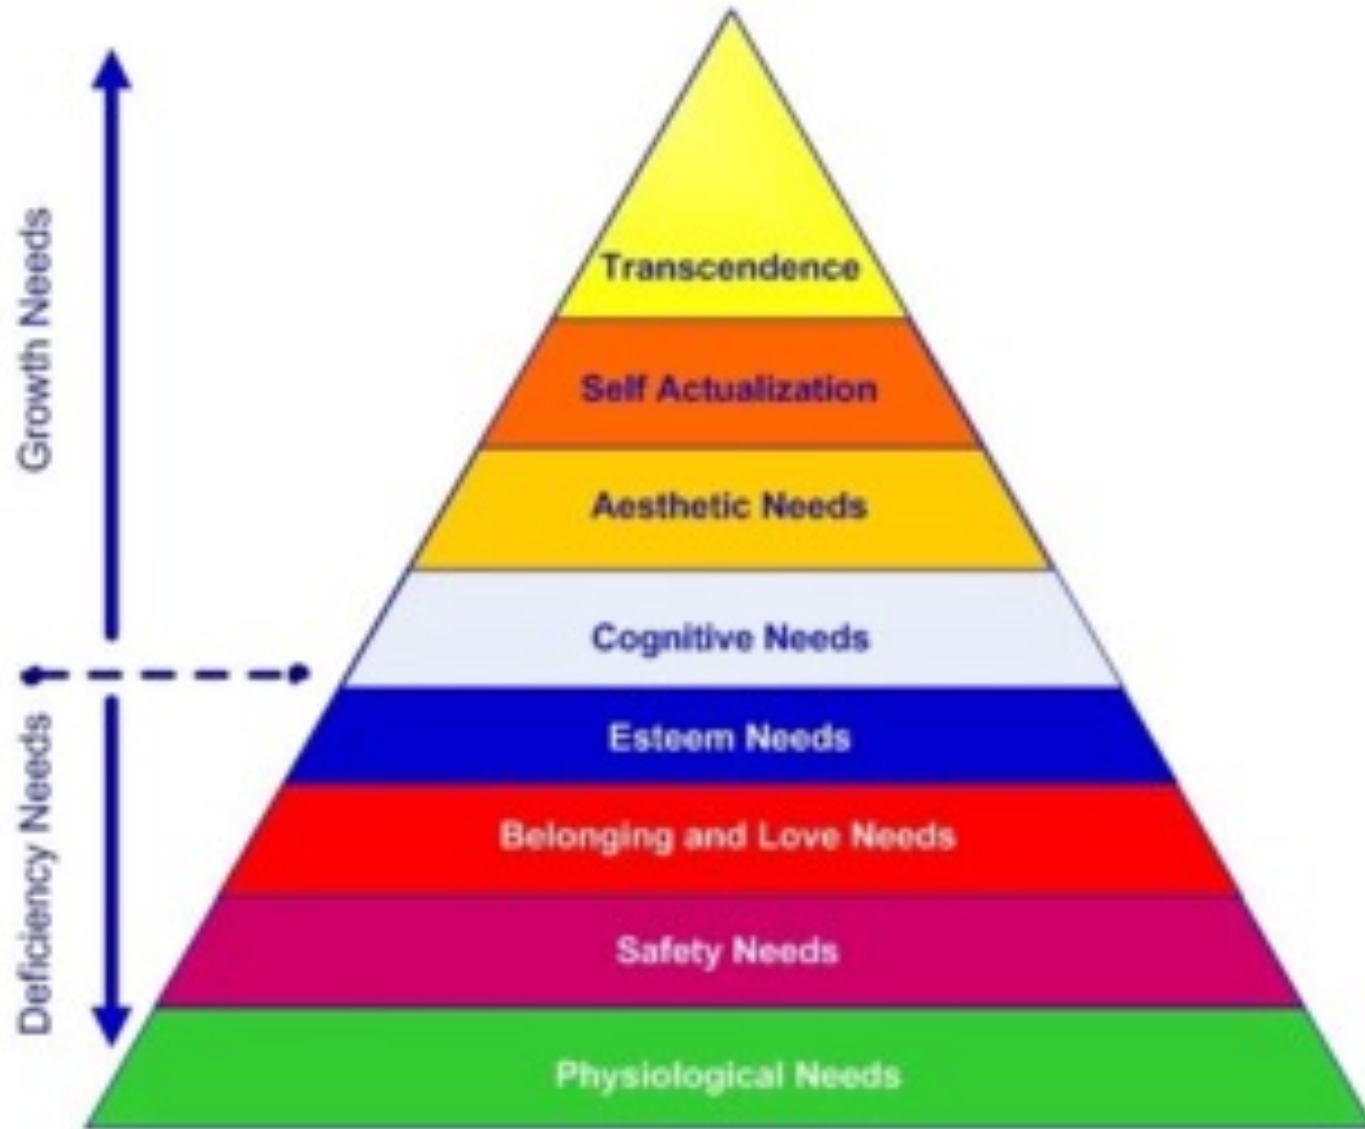 Growth Needs
Deficiency Needs
Transcendence
Self Actualization
Aesthetic Needs
Cognitive Needs
Esteem Needs
Belonging and Love Needs
Safety Needs
Physiological Needs